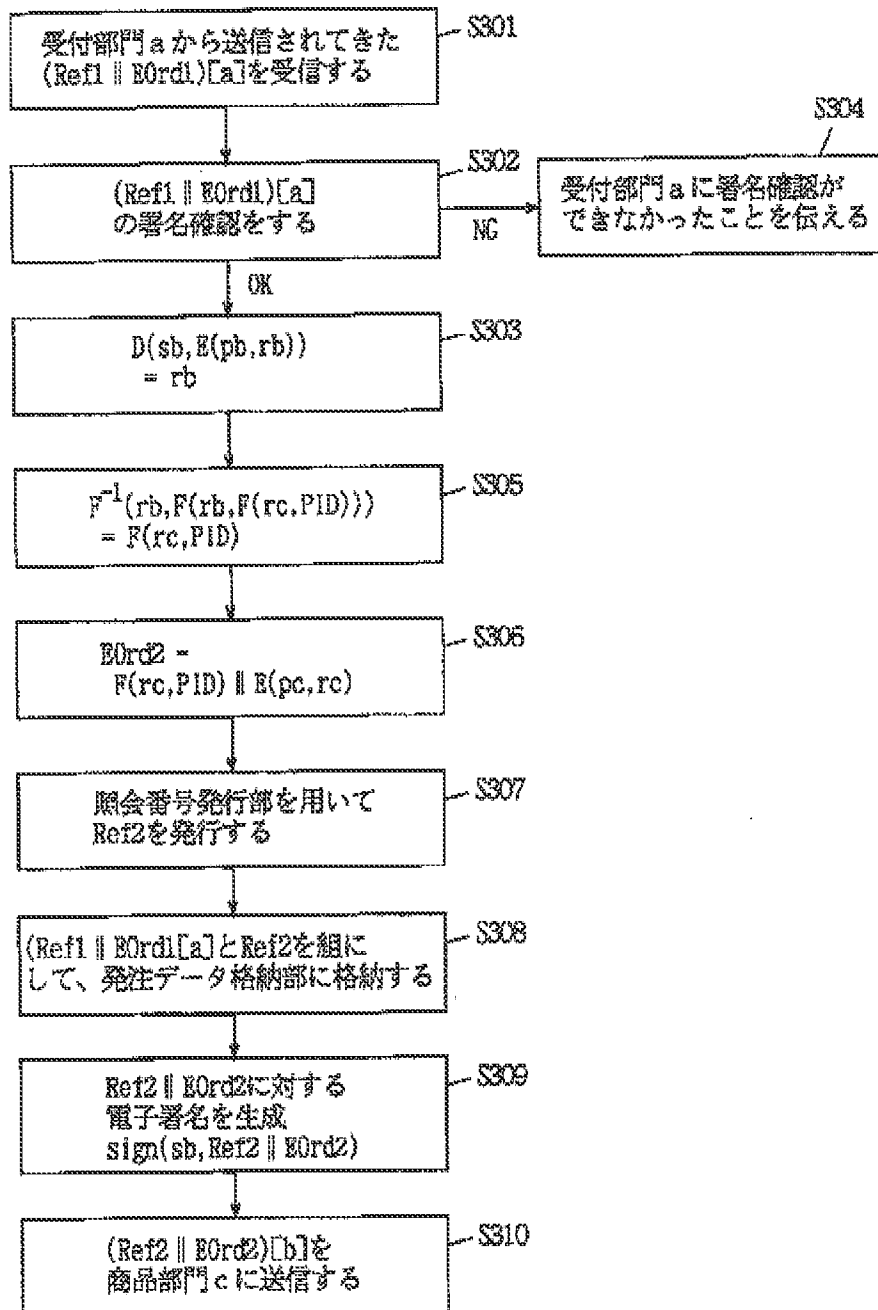 受付部門aから送信されてきた
(Ref1‖EOrd1)[a]を受信する
S301
(Ref1‖EOrd1)[a]
の署名確認をする
S302
NG
OK
受付部門aに署名確認が
できなかったことを伝える
S304
D(sb,E(pb,rb))
= rb
S303
F⁻¹(rb,F(rb,F(rc,PID)))
= F(rc,PID)
S305
EOrd2 =
F(rc,PID)‖E(pc,rc)
S306
照会番号発行部を用いて
Ref2を発行する
S307
(Ref1‖EOrd1[a]とRef2を組に
して、発注データ格納部に格納する
S308
Ref2‖EOrd2に対する
電子署名を生成
sign(sb,Ref2‖EOrd2)
S309
(Ref2‖EOrd2)[b]を
商品部門cに送信する
S310